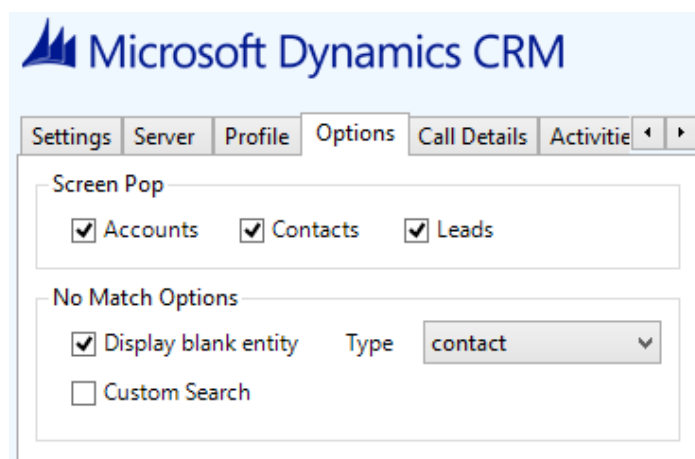 Microsoft Dynamics CRM
Settings Server Profile Options Call Details Activitie
Screen Pop
Accounts Contacts Leads
No Match Options
Display blank entity Type contact
Custom Search